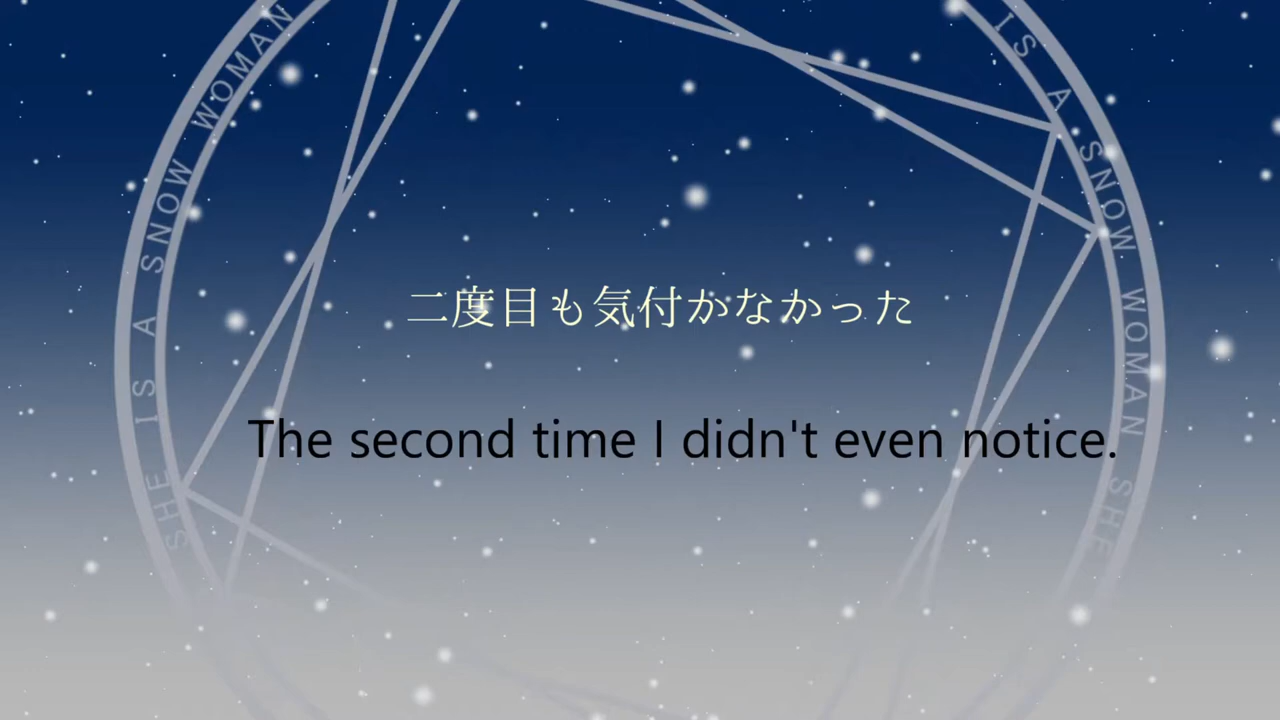 二度目も気付かなかった
The second time I didn't even notice.
SHE IS A SNOW WOMAN
IS A SNOW WOMAN SHE